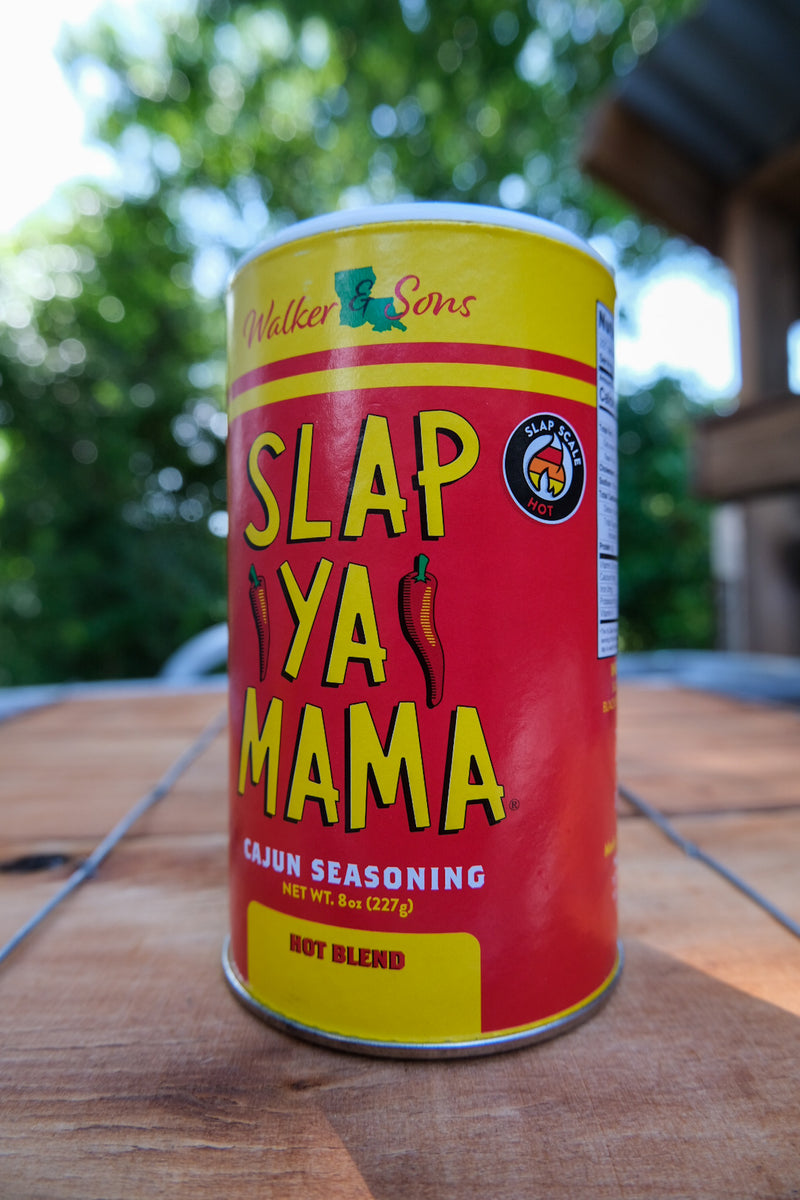 Walker & Sons
SLAP
YA
MAMA®
SLAP SCALE
HOT
CAJUN SEASONING
NET WT. 8oz (227g)
HOT BLEND